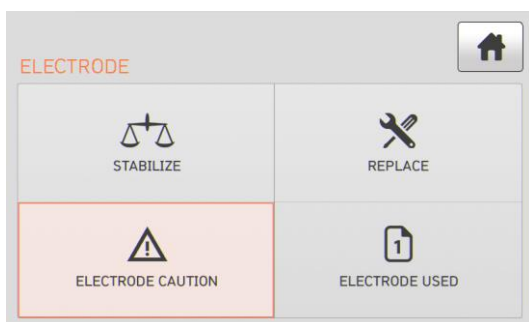 ELECTRODE
STABILIZE
REPLACE
ELECTRODE CAUTION
1
ELECTRODE USED